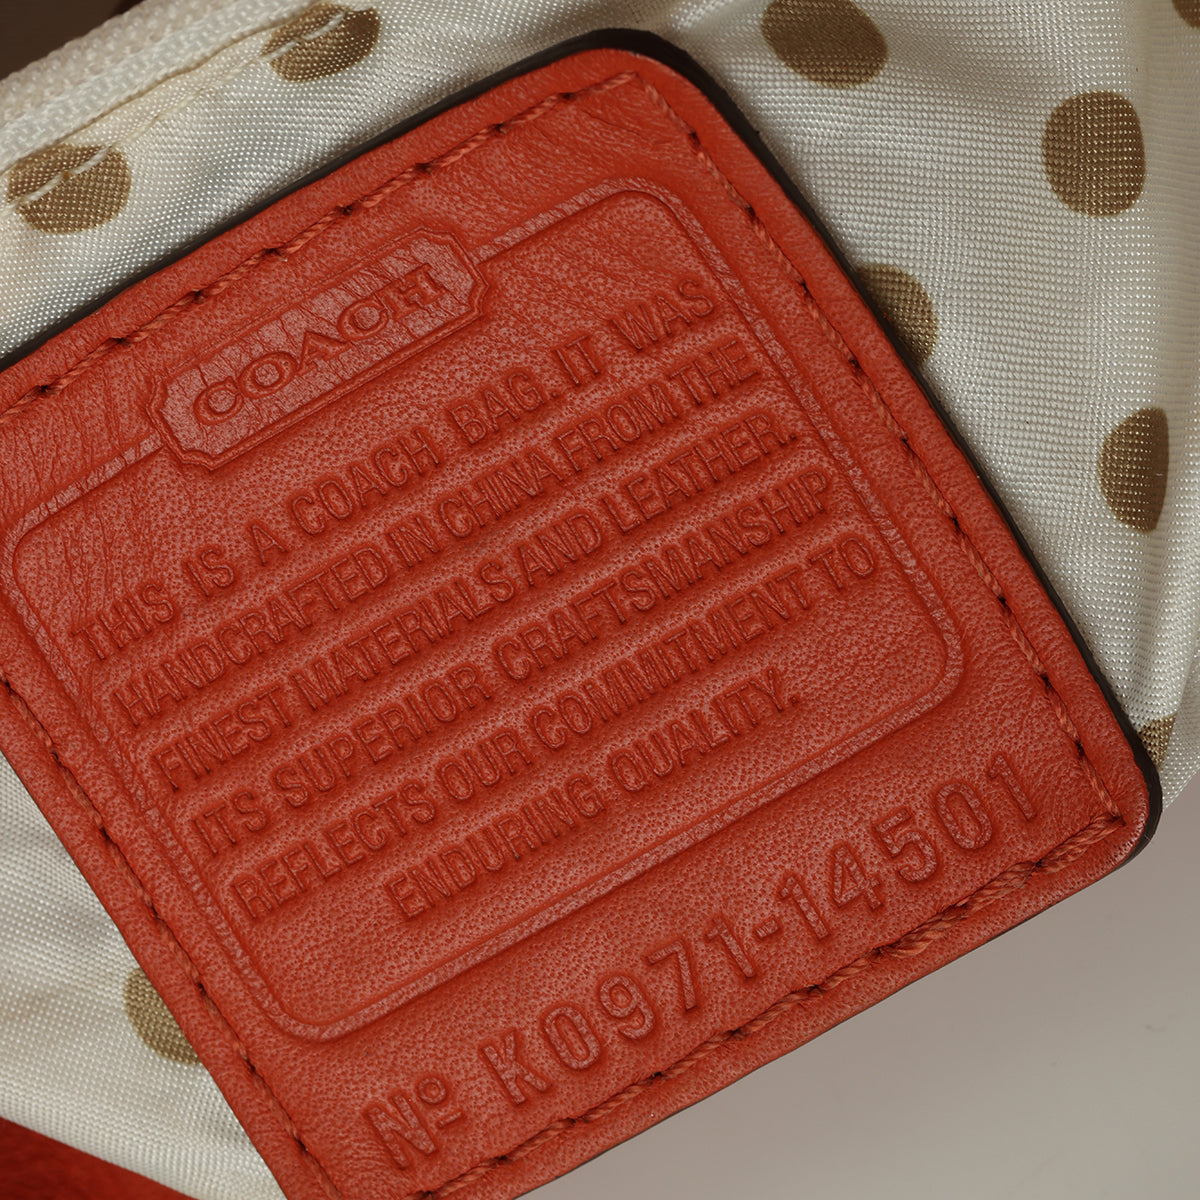 COACH
THIS IS A COACH BAG. IT WAS
HANDCRAFTED IN CHINA FROM THE
FINEST MATERIALS AND LEATHER.
ITS SUPERIOR CRAFTSMANSHIP
REFLECTS OUR COMMITMENT TO
ENDURING QUALITY.
Nº K0971-14501